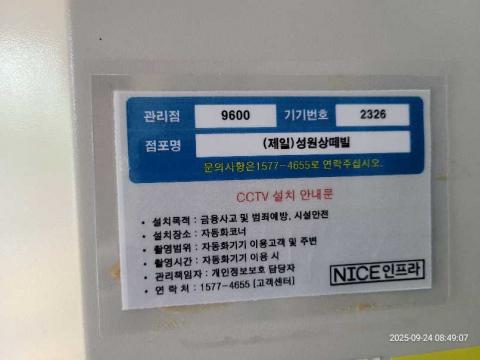 관리점 9600 기기번호 2326
점포명 (제일)성원상떼빌
문의사항은1577-4655로 연락주십시오.
CCTV 설치 안내문
• 설치목적 : 금융사고 및 범죄예방, 시설안전
• 설치장소 : 자동화코너
• 촬영범위 : 자동화기기 이용고객 및 주변
• 촬영시간 : 자동화기기 이용 시
• 관리책임자 : 개인정보보호 담당자
• 연 락 처 : 1577-4655 [고객센터]
NICE인프라
2025-09-24 08:49:07